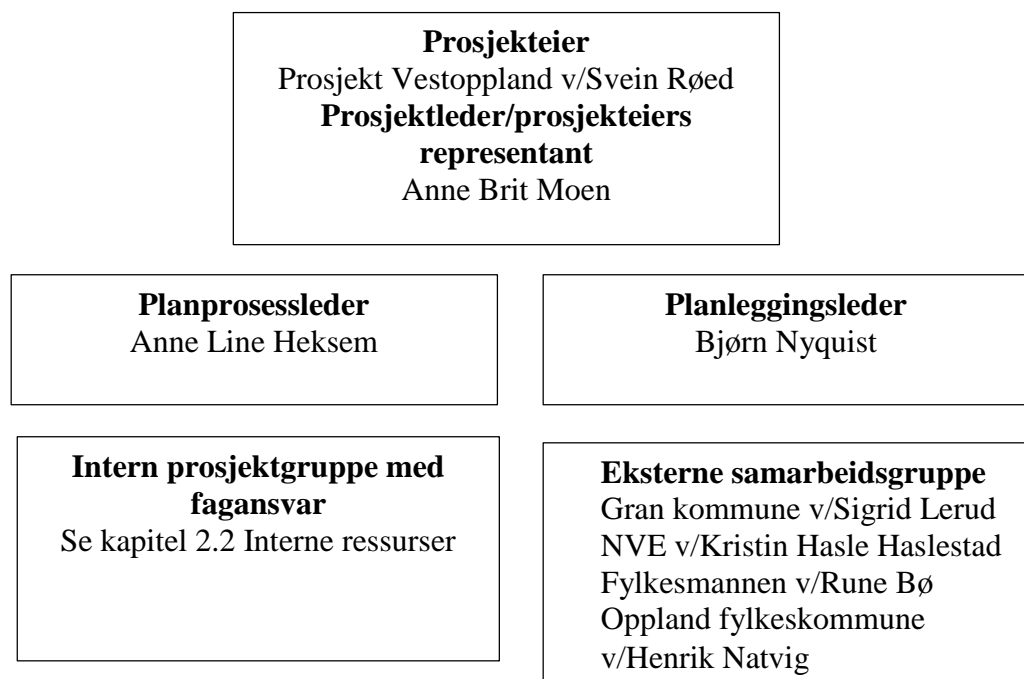 Prosjekteier
Prosjekt Vestoppland v/Svein Røed
Prosjektleder/prosjekteiers
representant
Anne Brit Moen
Planprosessleder
Anne Line Heksem
Planleggingsleder
Bjørn Nyquist
Intern prosjektgruppe med
fagansvar
Se kapitel 2.2 Interne ressurser
Eksterne samarbeidsgruppe
Gran kommune v/Sigrid Lerud
NVE v/Kristin Hasle Haslestad
Fylkesmannen v/Rune Bø
Oppland fylkeskommune
v/Henrik Natvig